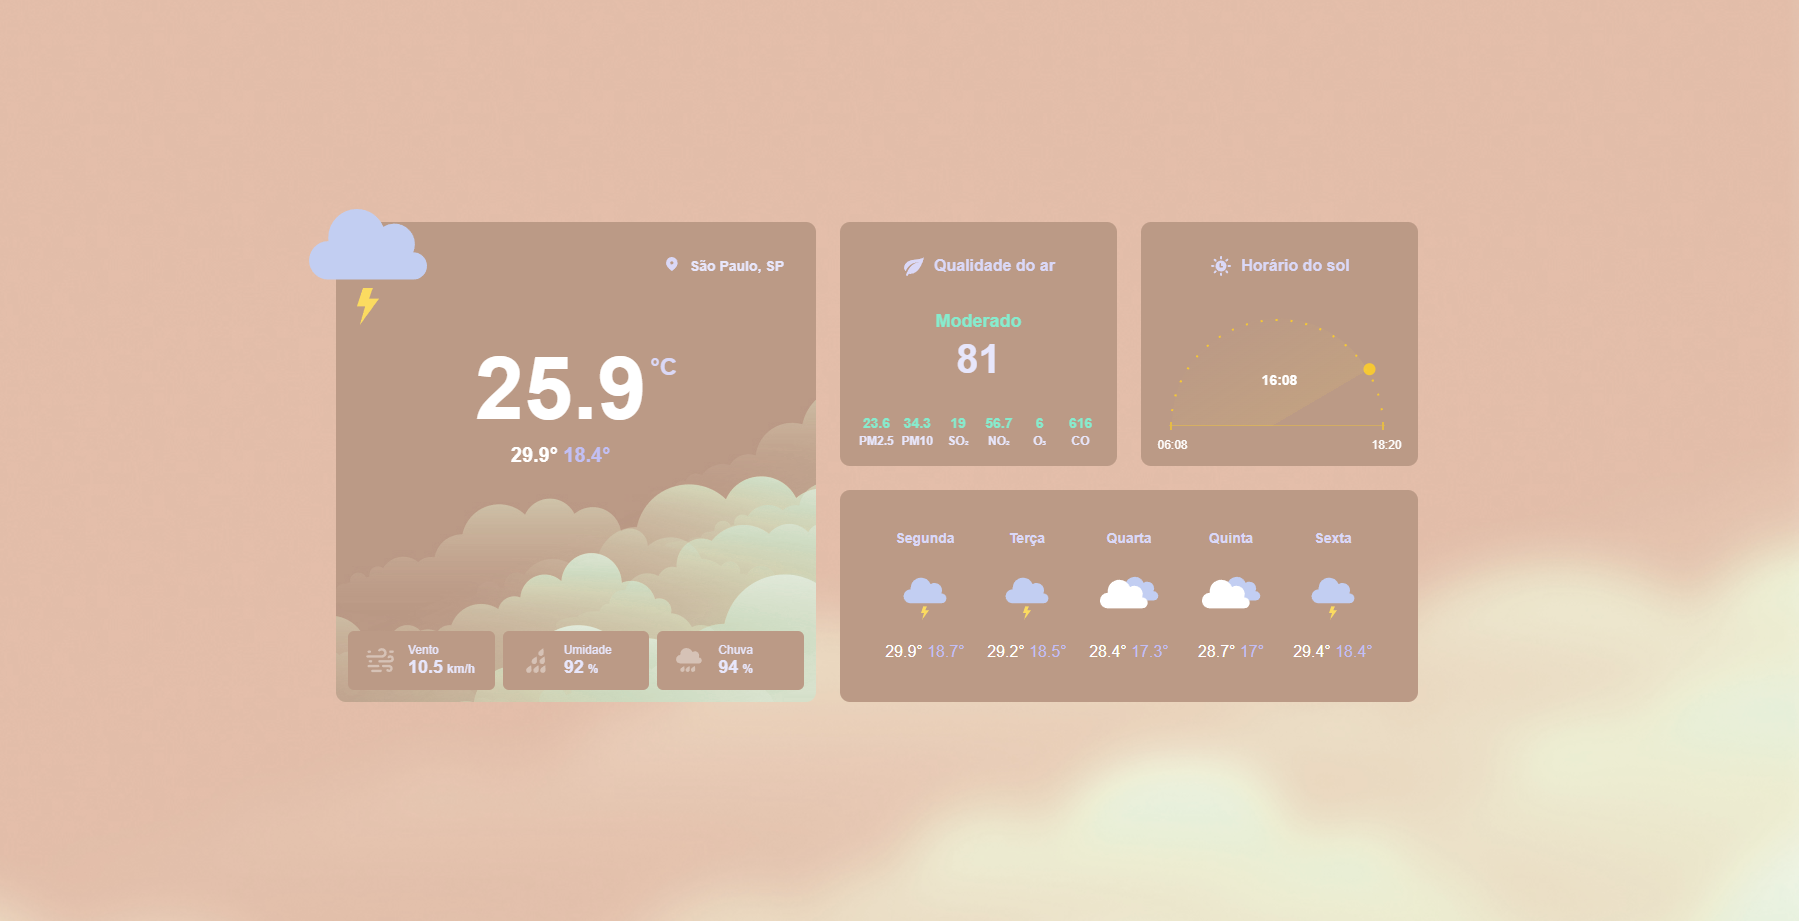 São Paulo, SP
25.9 °C
29.9° 18.4°
Vento
10.5 km/h
Umidade
92 %
Chuva
94 %
Qualidade do ar
Moderado
81
23.6 34.3 19 56.7 6 616
PM2.5 PM10 SO₂ NO₂ O₃ CO
Horário do sol
16:08
06:08 18:20
Segunda Terça Quarta Quinta Sexta
29.9° 18.7° 29.2° 18.5° 28.4° 17.3° 28.7° 17° 29.4° 18.4°